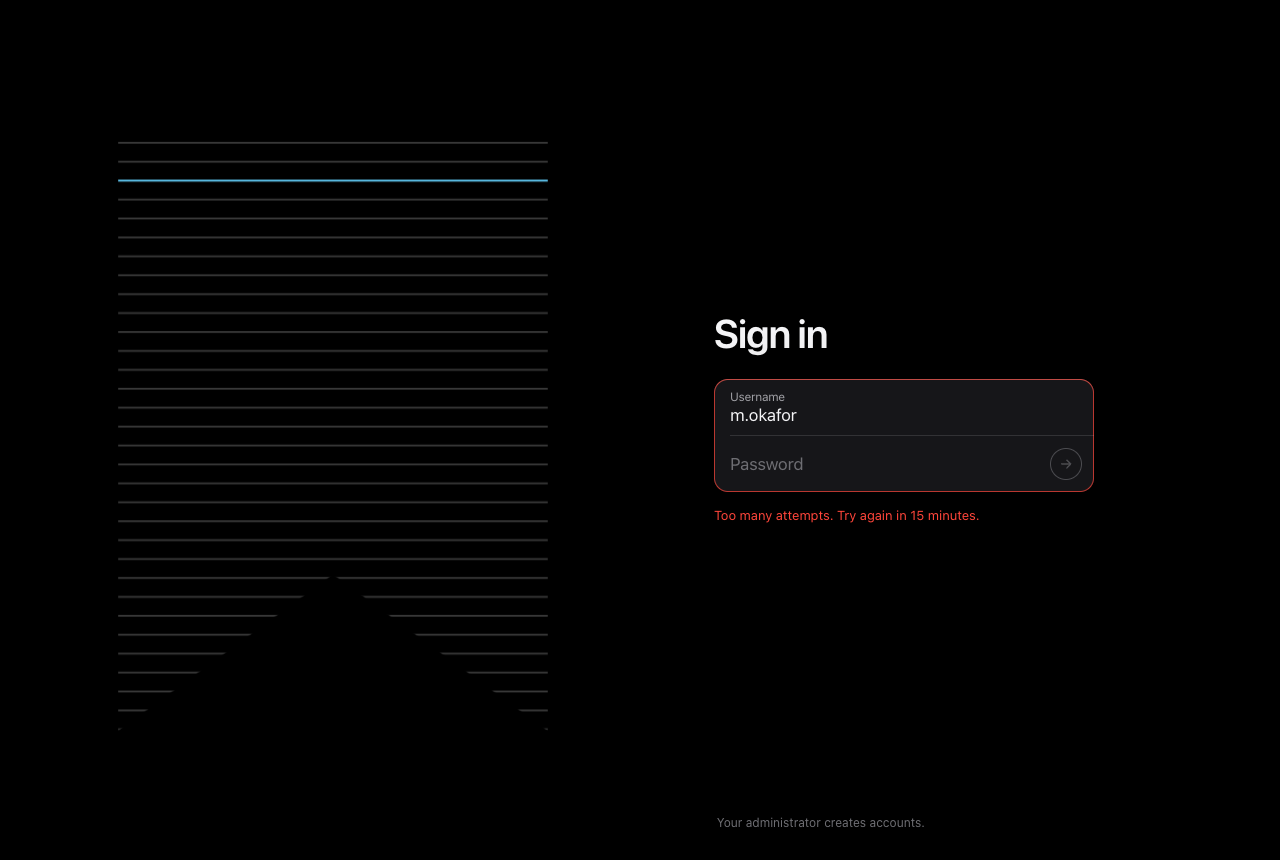 Sign in
Username
m.okafor
Password
Too many attempts. Try again in 15 minutes.
Your administrator creates accounts.